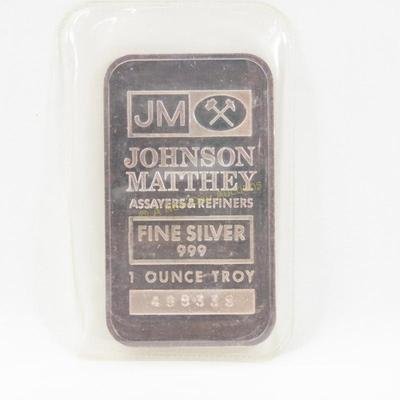 JM
JOHNSON
MATTHEY
ASSAYERS & REFINERS
FINE SILVER
999
1 OUNCE TROY